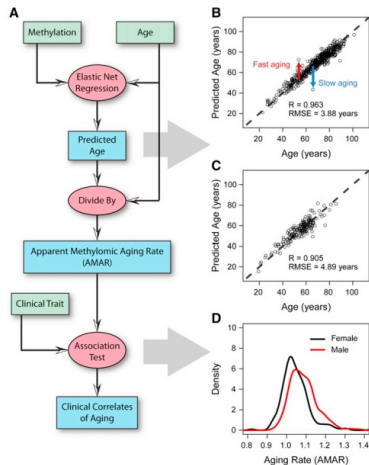 A
Methylation
Age
Elastic Net
Regression
Predicted
Age
Divide By
Apparent Methylomic Aging Rate
(AMAR)
Clinical Trait
Association
Test
Clinical Correlates
of Aging
B
Predicted Age (years)
100
80
60
40
20
Fast aging
Slow aging
R = 0.963
RMSE = 3.88 years
20 40 60 80 100
Age (years)
C
Predicted Age (years)
100
80
60
40
20
R = 0.905
RMSE = 4.89 years
20 40 60 80 100
Age (years)
D
Density
10
8
6
4
2
0
Female
Male
0.8 0.9 1.0 1.1 1.2 1.3 1.4
Aging Rate (AMAR)